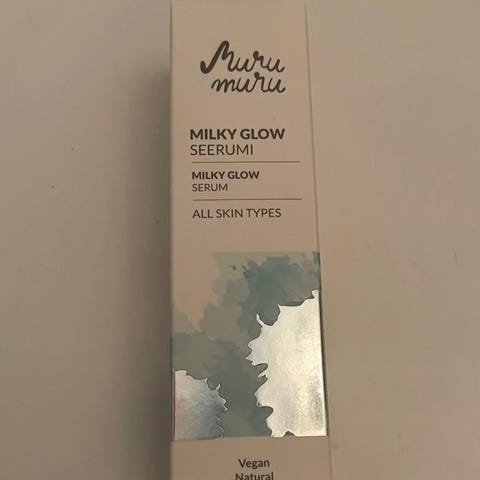 Muru
muru
MILKY GLOW
SEERUMI
MILKY GLOW
SERUM
ALL SKIN TYPES
Vegan
Natural